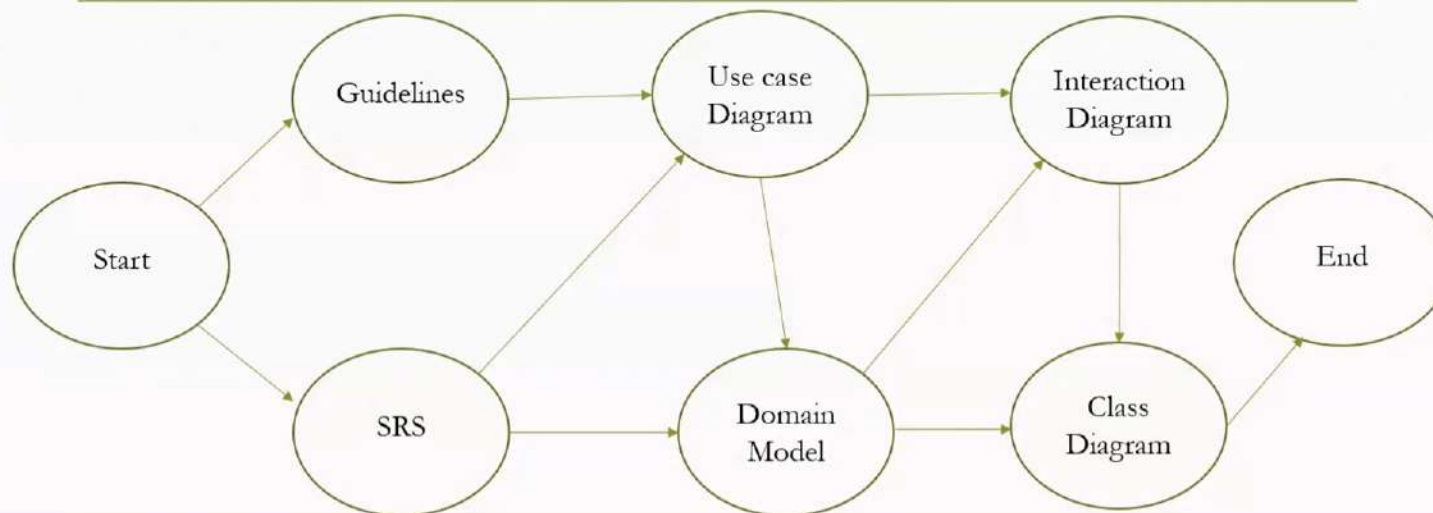 Guidelines
Use case
Diagram
Interaction
Diagram
Start
End
SRS
Domain
Model
Class
Diagram